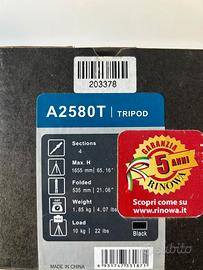 203378
A2580T | TRIPOD
Sections
4
Max. H
1655 mm | 65.16"
Folded
535 mm | 21.06"
Weight
1.85 kg | 4.07 lbs
Load
10 kg | 22 lbs
Black
MADE IN CHINA
GARANZIA
5 ANNI
RINOWA
Scopri come su
www.rinowa.it!
subito